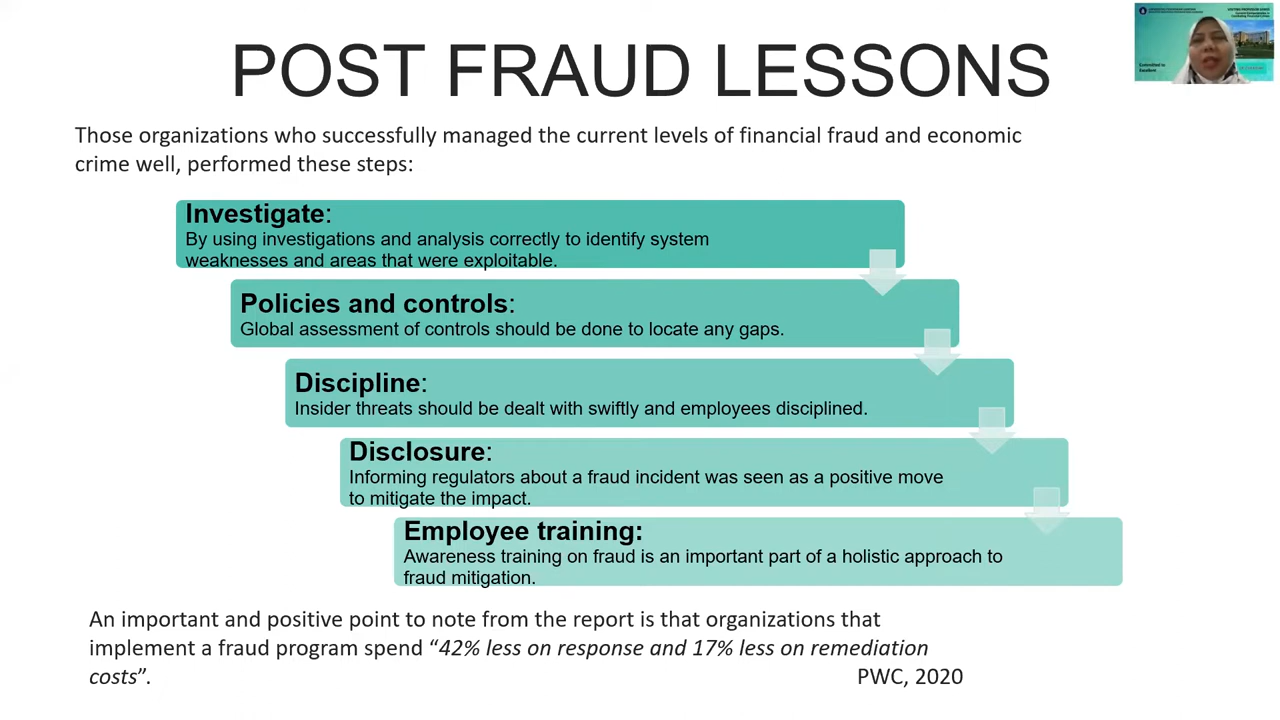 POST FRAUD LESSONS
Those organizations who successfully managed the current levels of financial fraud and economic
crime well, performed these steps:
Investigate:
By using investigations and analysis correctly to identify system
weaknesses and areas that were exploitable.
Policies and controls:
Global assessment of controls should be done to locate any gaps.
Discipline:
Insider threats should be dealt with swiftly and employees disciplined.
Disclosure:
Informing regulators about a fraud incident was seen as a positive move
to mitigate the impact.
Employee training:
Awareness training on fraud is an important part of a holistic approach to
fraud mitigation.
An important and positive point to note from the report is that organizations that
implement a fraud program spend “42% less on response and 17% less on remediation
costs”.
PWC, 2020
Committed to